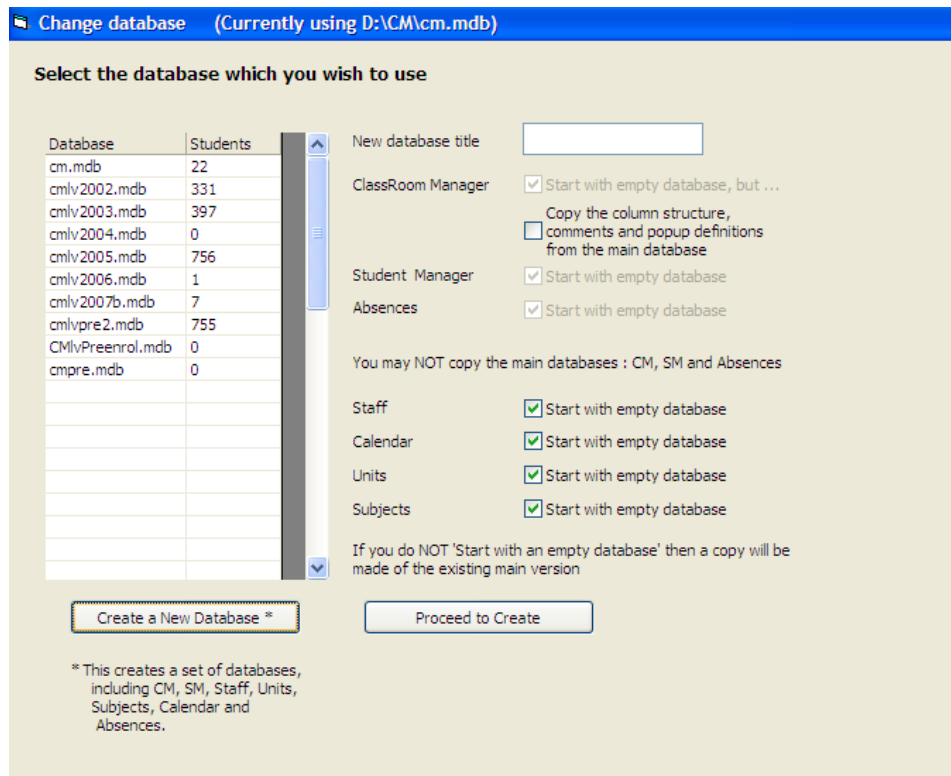 Change database (Currently using D:\CM\cm.mdb)
Select the database which you wish to use
Database Students
cm.mdb 22
cmlv2002.mdb 331
cmlv2003.mdb 397
cmlv2004.mdb 0
cmlv2005.mdb 756
cmlv2006.mdb 1
cmlv2007b.mdb 7
cmlvpre2.mdb 755
CMlvPreenrol.mdb 0
cmpre.mdb 0
Create a New Database *
* This creates a set of databases,
including CM, SM, Staff, Units,
Subjects, Calendar and
Absences.
New database title
ClassRoom Manager Start with empty database, but ...
Copy the column structure,
comments and popup definitions
from the main database
Student Manager Start with empty database
Absences Start with empty database
You may NOT copy the main databases : CM, SM and Absences
Staff Start with empty database
Calendar Start with empty database
Units Start with empty database
Subjects Start with empty database
If you do NOT 'Start with an empty database' then a copy will be
made of the existing main version
Proceed to Create